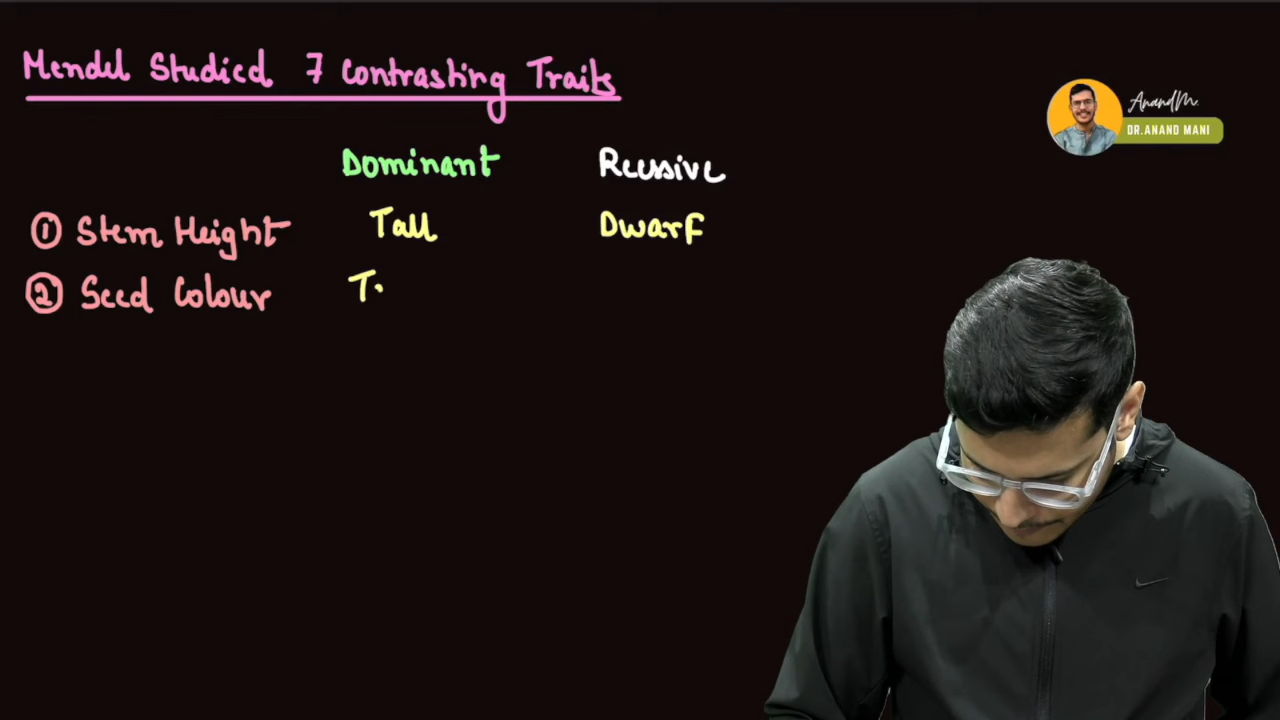 Mendel Studied 7 Contrasting Traits
AnandM.
DR.ANAND MANI
Dominant Recessive
① Stem Height Tall Dwarf
② Seed Colour T